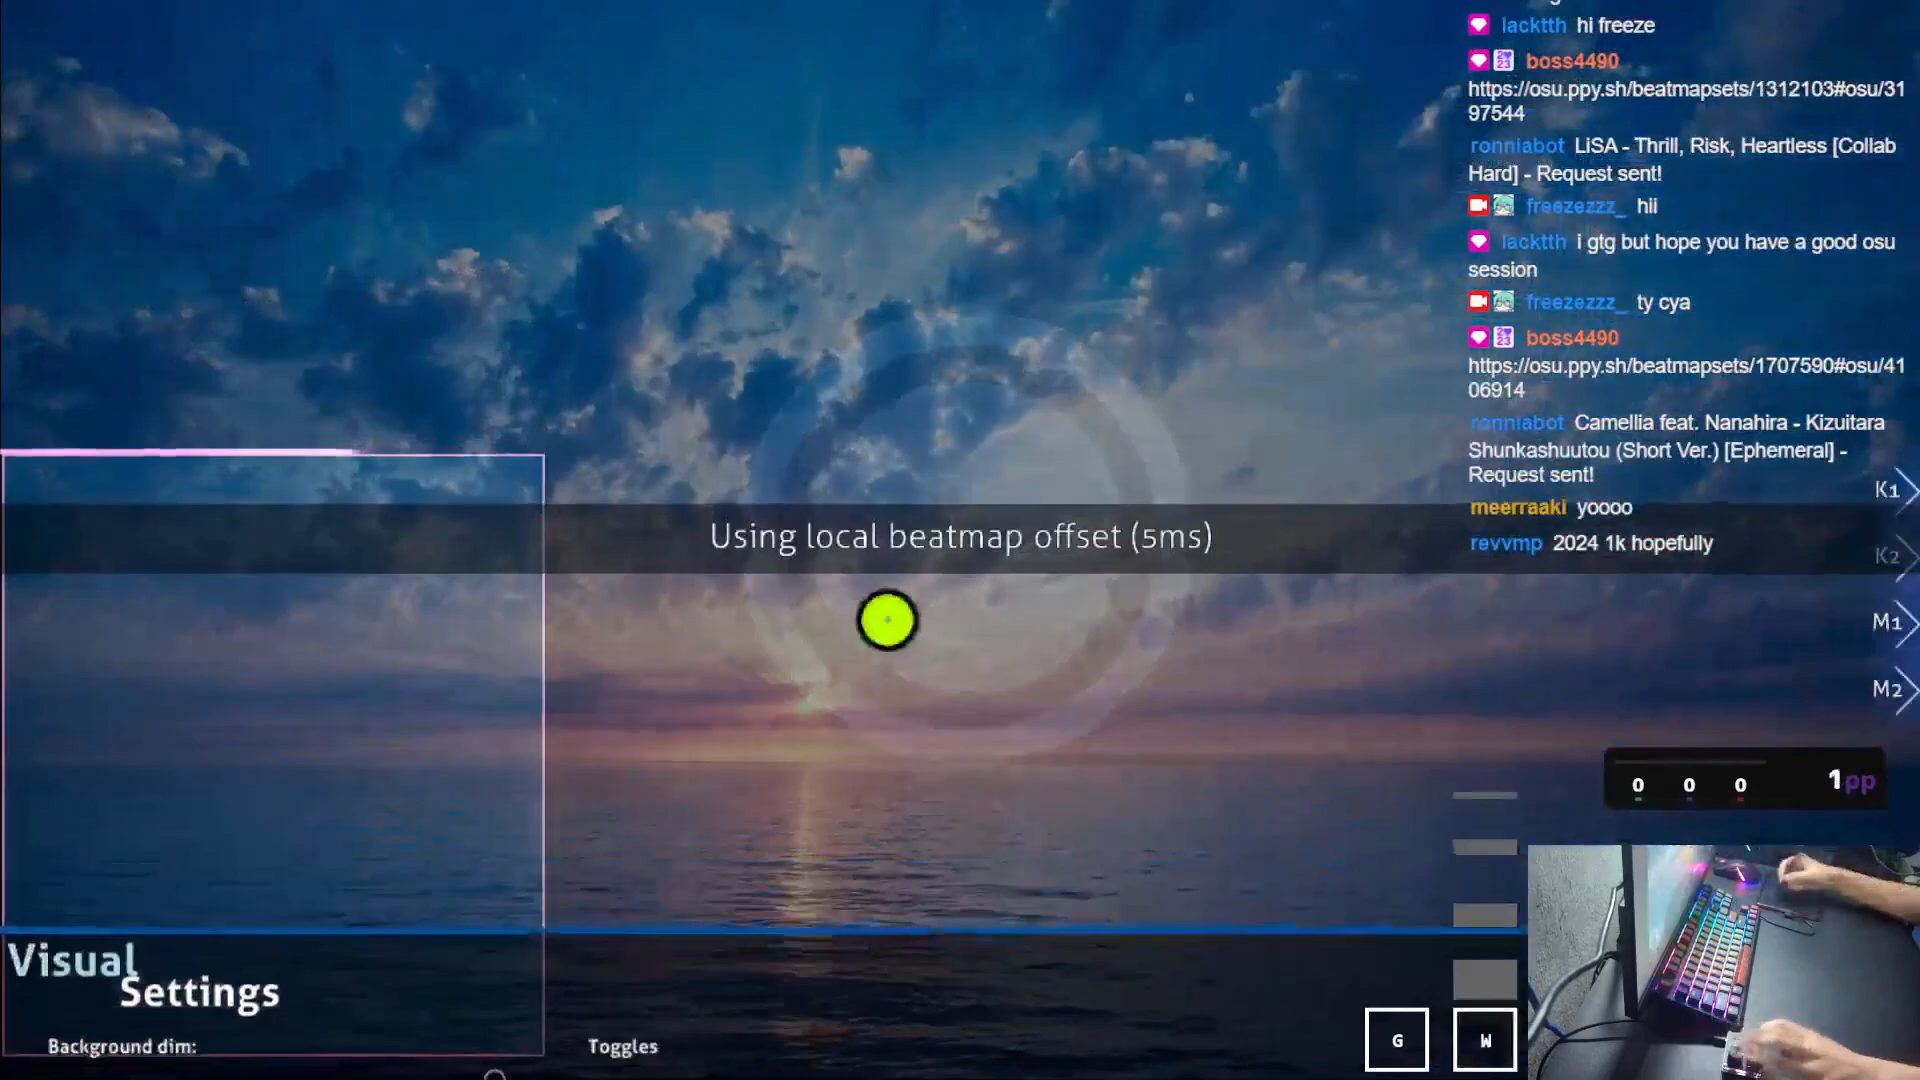 lacktth hi freeze
boss4490
https://osu.ppy.sh/beatmapsets/1312103#osu/31
97544
ronniabot LiSA - Thrill, Risk, Heartless [Collab
Hard] - Request sent!
freezezzz_ hii
lacktth i gtg but hope you have a good osu
session
freezezzz_ ty cya
boss4490
https://osu.ppy.sh/beatmapsets/1707590#osu/41
06914
ronniabot Camellia feat. Nanahira - Kizuitara
Shunkashuutou (Short Ver.) [Ephemeral] -
Request sent!
meerraaki yoooo
revvmp 2024 1k hopefully
K1
K2
M1
M2
Using local beatmap offset (5ms)
0 0 0 1pp
Visual
Settings
Background dim:
Toggles
G W